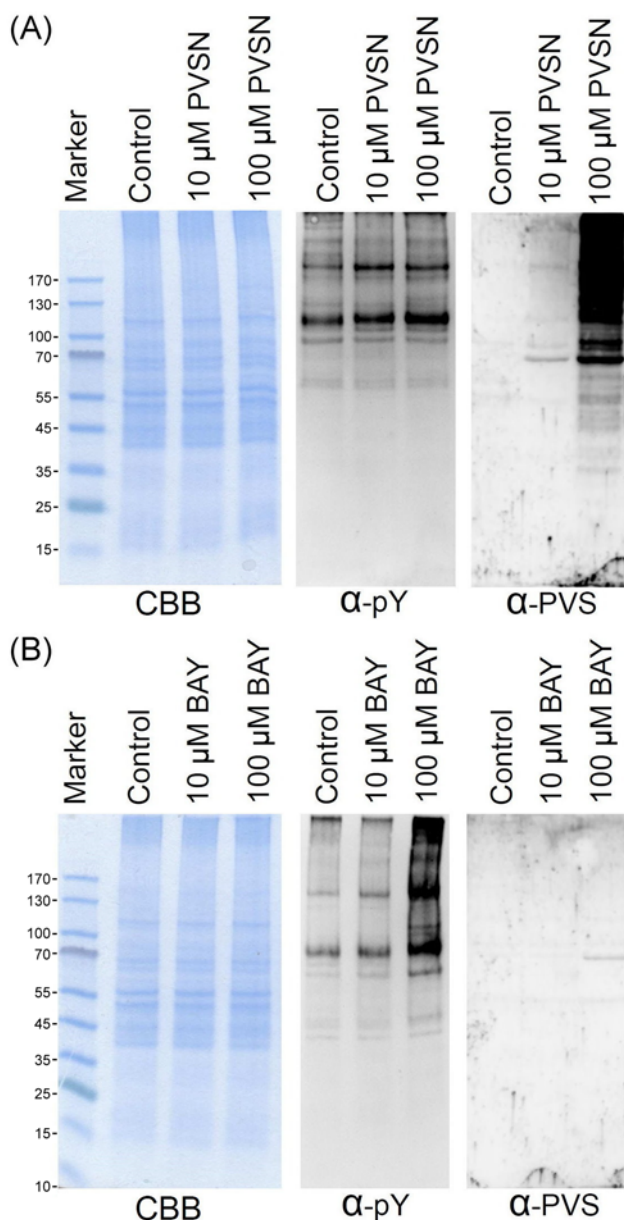 (A)
Marker
Control
10 µM PVSN
100 µM PVSN
Control
10 µM PVSN
100 µM PVSN
Control
10 µM PVSN
100 µM PVSN
170-
130-
100-
70-
55-
45-
35-
25-
15-
CBB
α-pY
α-PVS
(B)
Marker
Control
10 µM BAY
100 µM BAY
Control
10 µM BAY
100 µM BAY
Control
10 µM BAY
100 µM BAY
170-
130-
100-
70-
55-
45-
35-
25-
15-
10-
CBB
α-pY
α-PVS